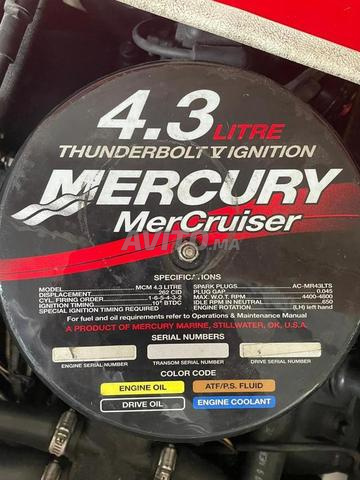 4.3 LITRE
THUNDERBOLT V IGNITION
MERCURY
MerCruiser
AVITO.MA
SPECIFICATIONS
MODEL MCM 4.3 LITRE
DISPLACEMENT 262 CID
CYL. FIRING ORDER 1-6-5-4-3-2
IGNITION TIMING 10° BTDC
SPECIAL IGNITION TIMING REQUIRED
SPARK PLUGS AC-MR43LTS
PLUG GAP 0.045
MAX. W.O.T. RPM 4400-4800
IDLE RPM IN NEUTRAL 650
ENGINE ROTATION (LH) left hand
For fuel and oil requirements refer to Operations & Maintenance Manual
A PRODUCT OF MERCURY MARINE, STILLWATER, OK., U.S.A.
SERIAL NUMBERS
ENGINE SERIAL NUMBER
TRANSOM SERIAL NUMBER
DRIVE SERIAL NUMBER
COLOR CODE
ENGINE OIL
ATF/P.S. FLUID
DRIVE OIL
ENGINE COOLANT